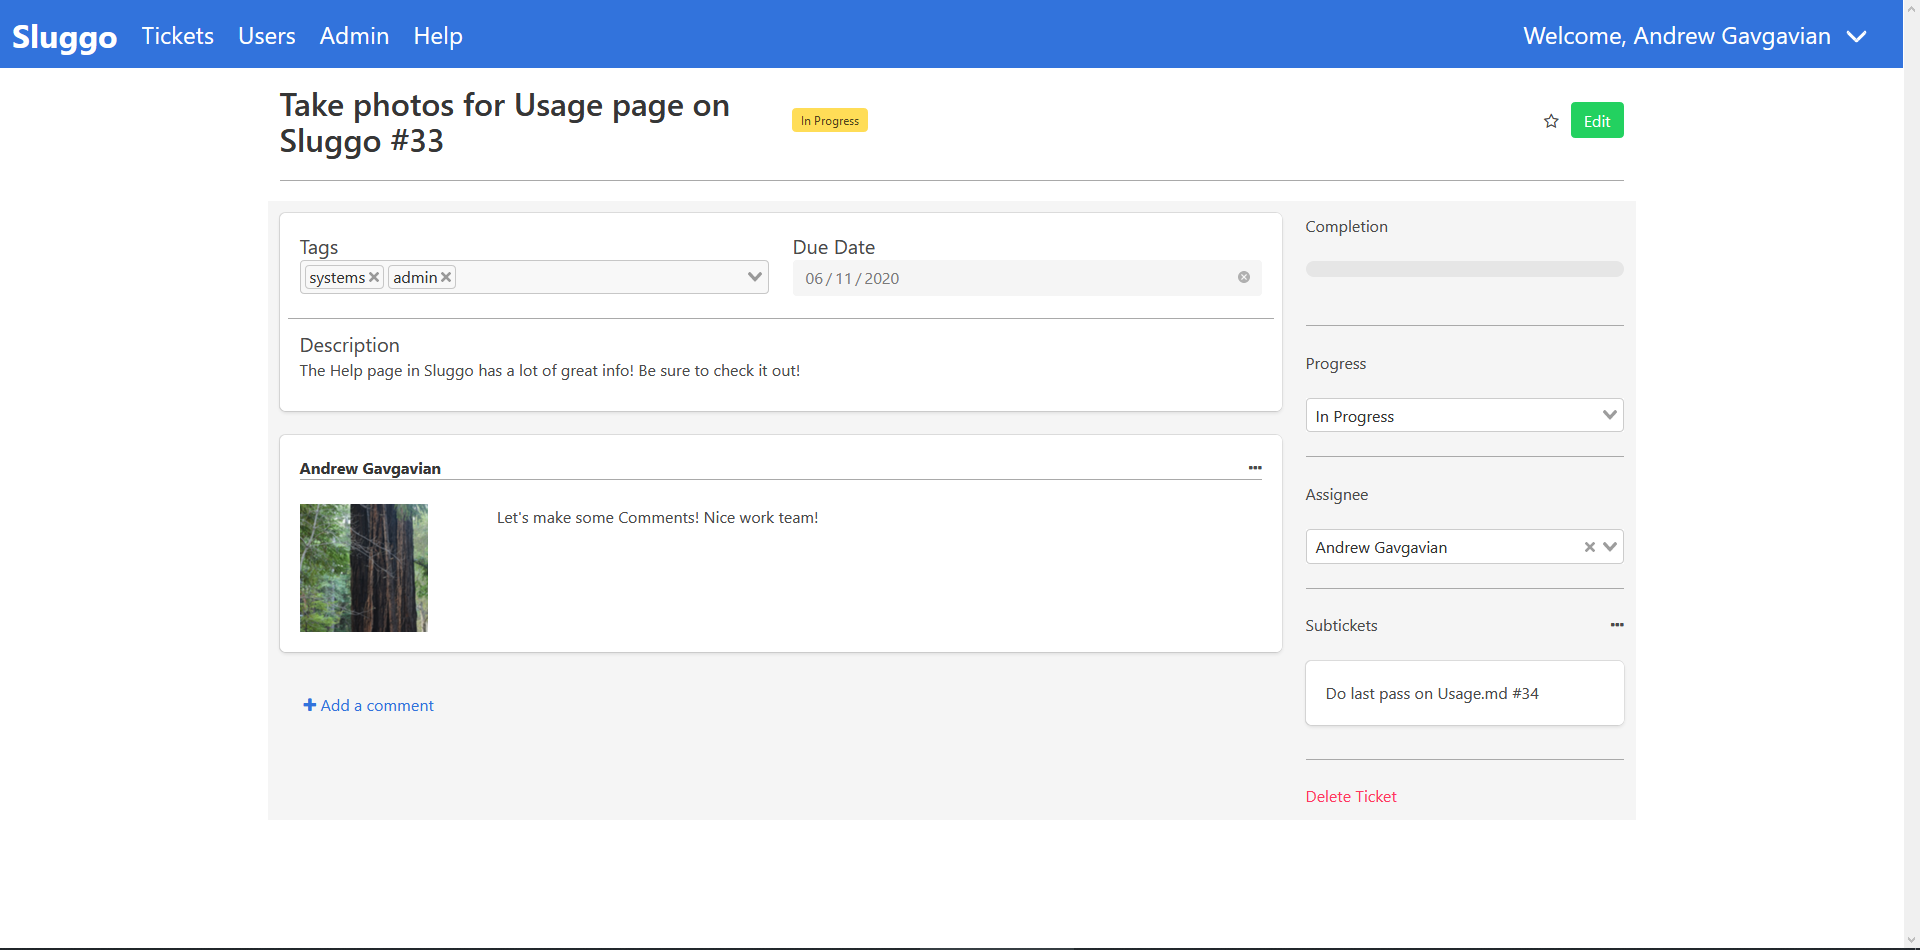 Sluggo Tickets Users Admin Help Welcome, Andrew Gavgavian
Take photos for Usage page on
Sluggo #33
In Progress
Edit
Tags
systems admin
Due Date
06/11/2020
Description
The Help page in Sluggo has a lot of great info! Be sure to check it out!
Andrew Gavgavian
Let's make some Comments! Nice work team!
Add a comment
Completion
Progress
In Progress
Assignee
Andrew Gavgavian
Subtickets
Do last pass on Usage.md #34
Delete Ticket